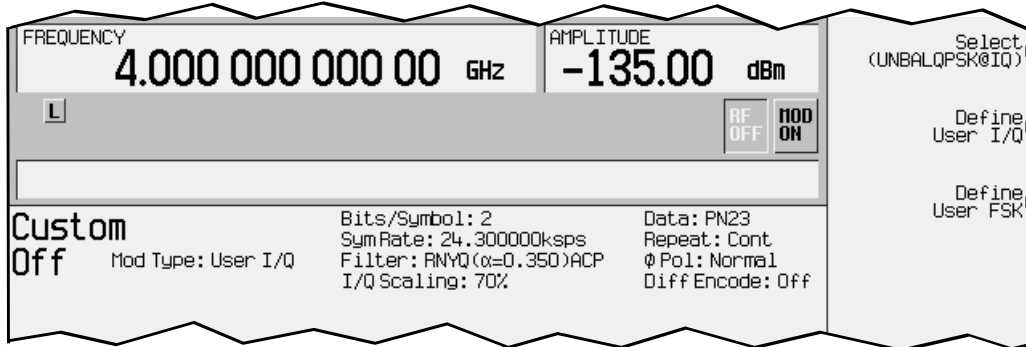 FREQUENCY
4.000 000 000 00 GHz
AMPLITUDE
-135.00 dBm
L
RF OFF
MOD ON
Custom Off
Mod Type: User I/Q
Bits/Symbol: 2
Sym Rate: 24.300000ksps
Filter: RNYQ(α=0.350)ACP
I/Q Scaling: 70%
Data: PN23
Repeat: Cont
Φ Pol: Normal
Diff Encode: Off
Select
(UNBALQPSK@IQ)
Define
User I/Q
Define
User FSK